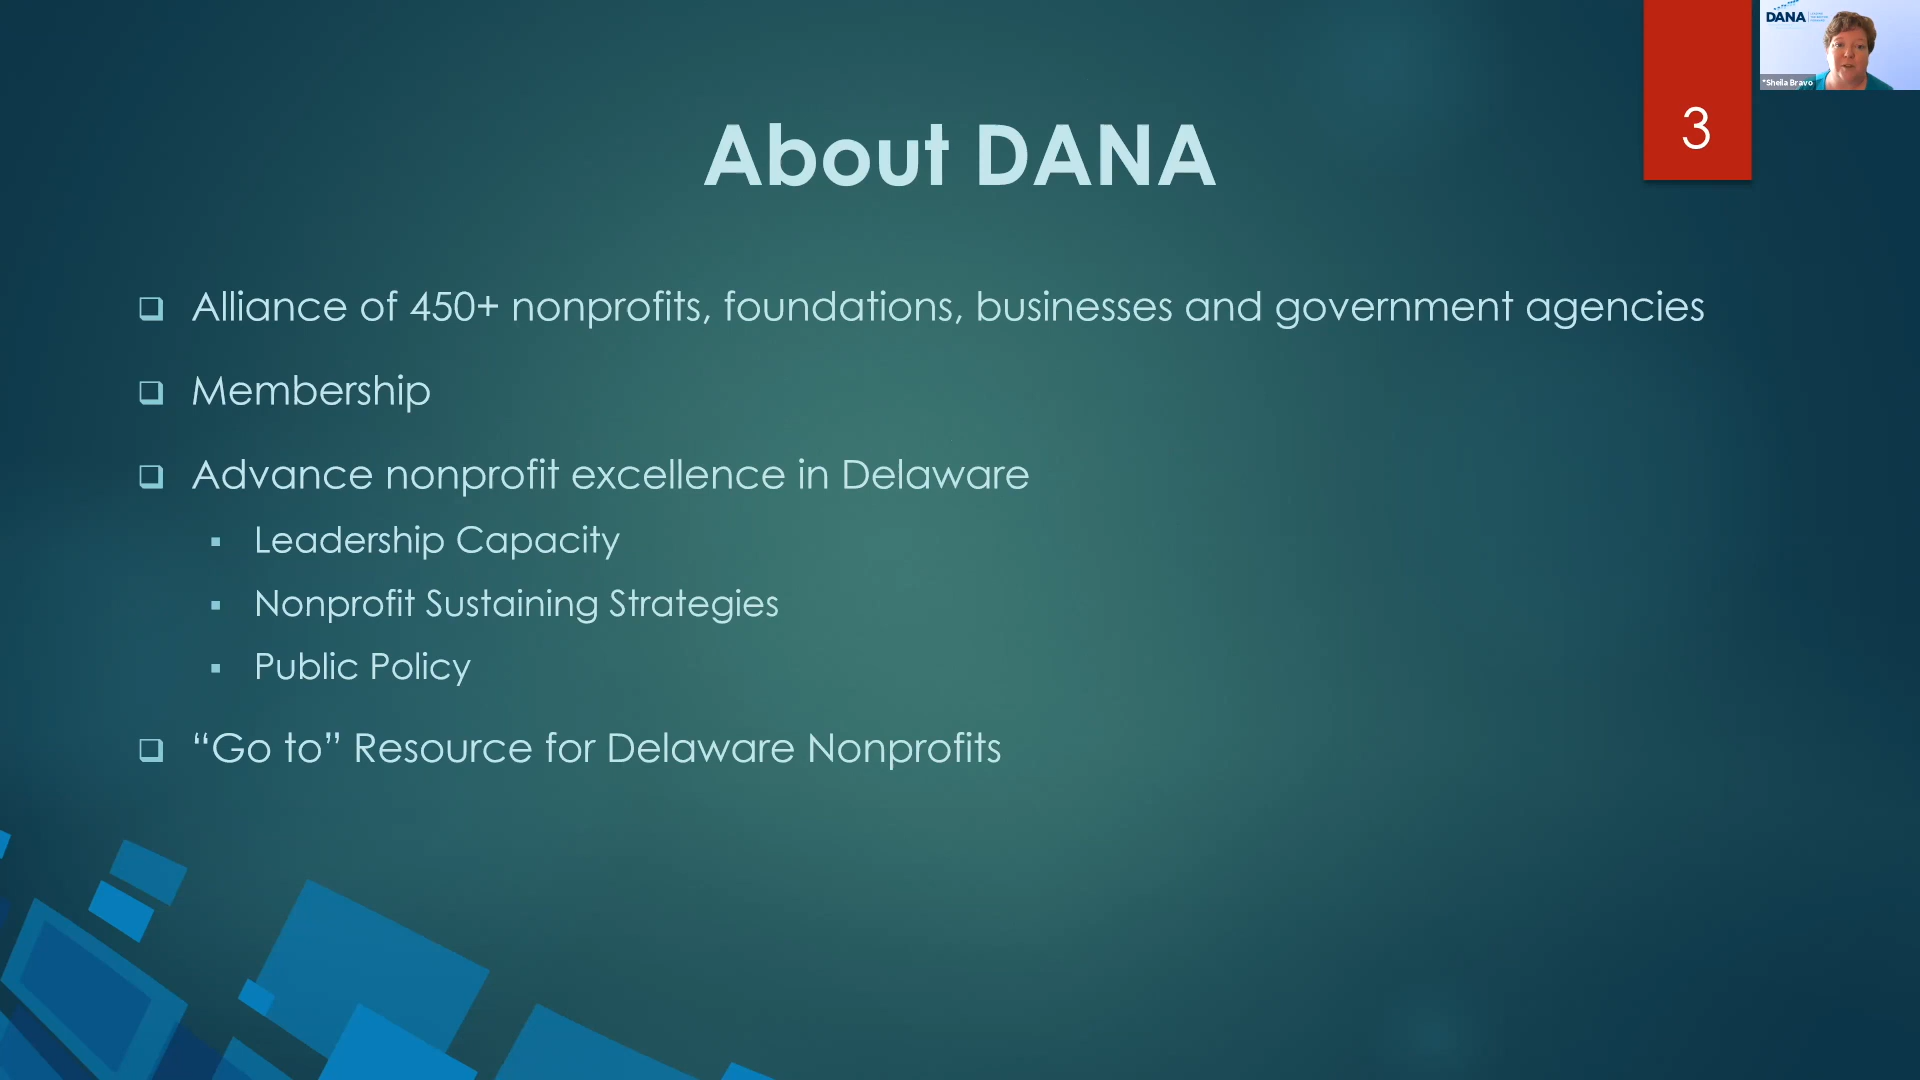 DANA
*Sheila Bravo
3
About DANA
Alliance of 450+ nonprofits, foundations, businesses and government agencies
Membership
Advance nonprofit excellence in Delaware
Leadership Capacity
Nonprofit Sustaining Strategies
Public Policy
“Go to” Resource for Delaware Nonprofits